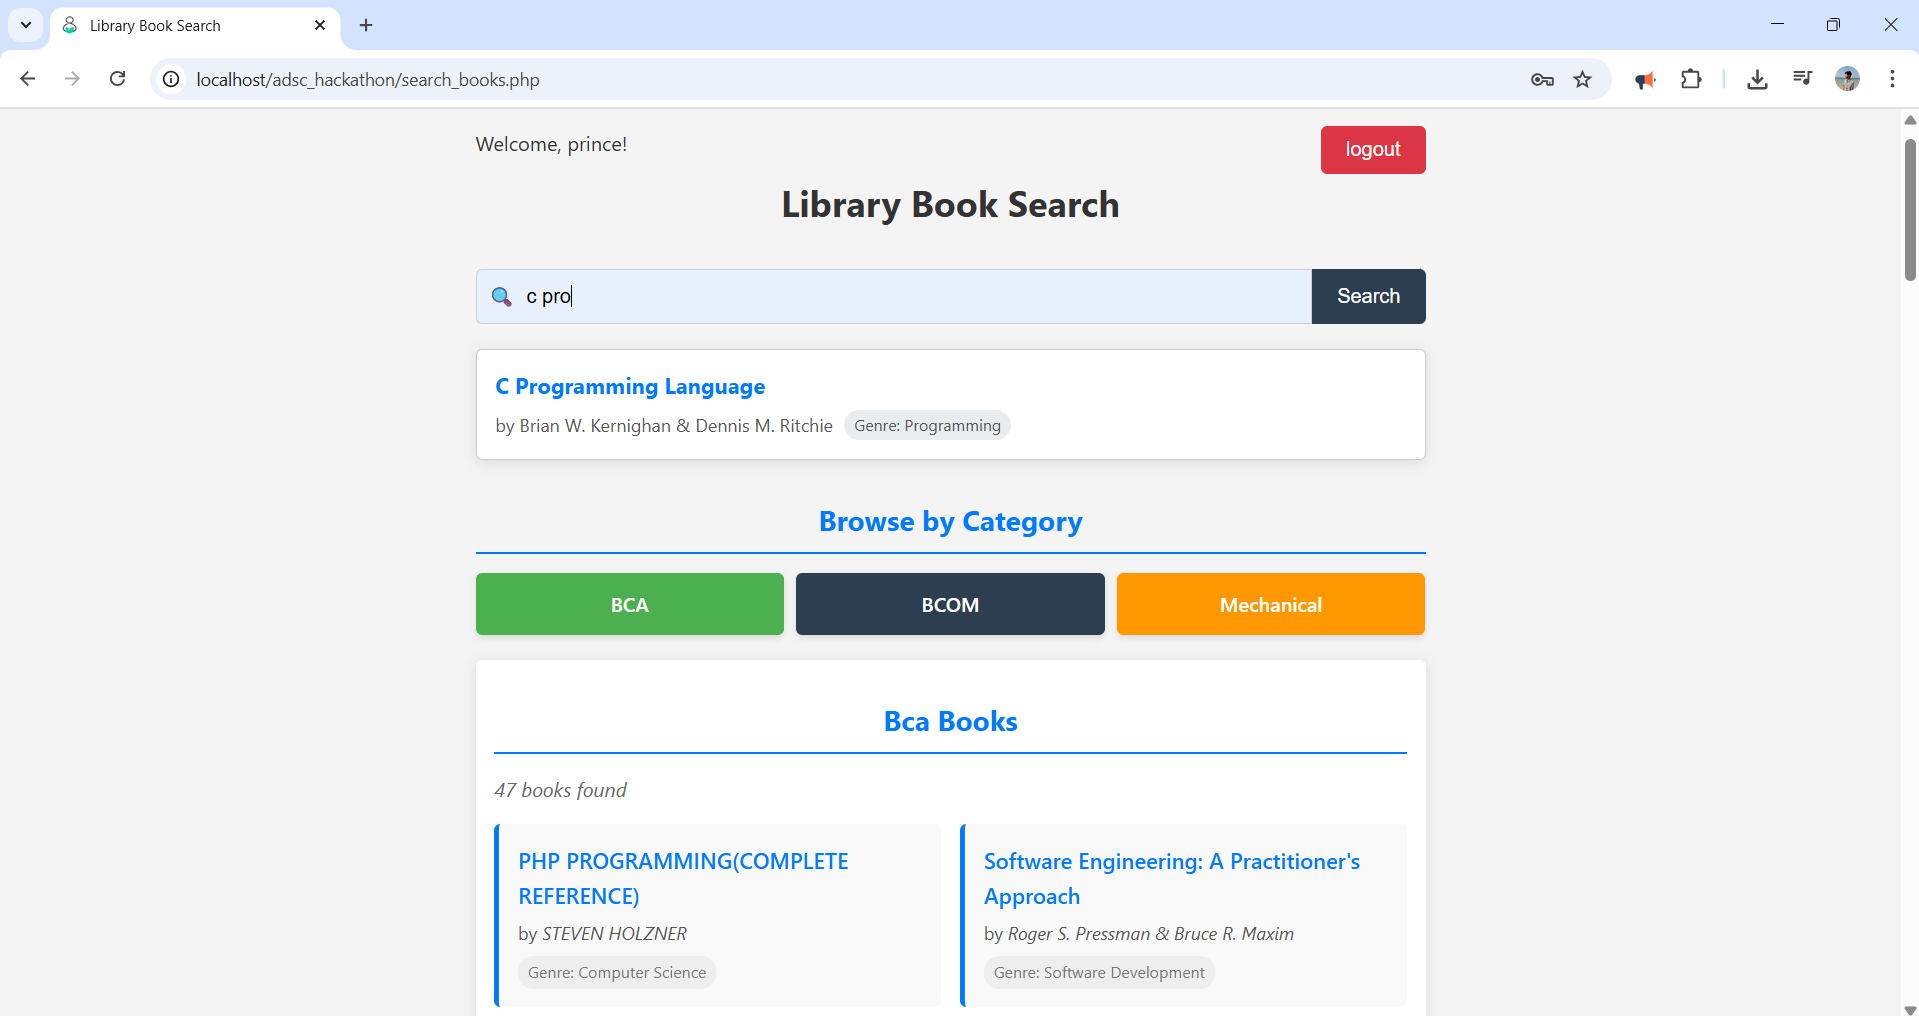 Library Book Search
localhost/adsc_hackathon/search_books.php
Welcome, prince!
logout
Library Book Search
c pro
Search
C Programming Language
by Brian W. Kernighan & Dennis M. Ritchie Genre: Programming
Browse by Category
BCA BCOM Mechanical
Bca Books
47 books found
PHP PROGRAMMING(COMPLETE
REFERENCE)
by STEVEN HOLZNER
Genre: Computer Science
Software Engineering: A Practitioner's
Approach
by Roger S. Pressman & Bruce R. Maxim
Genre: Software Development